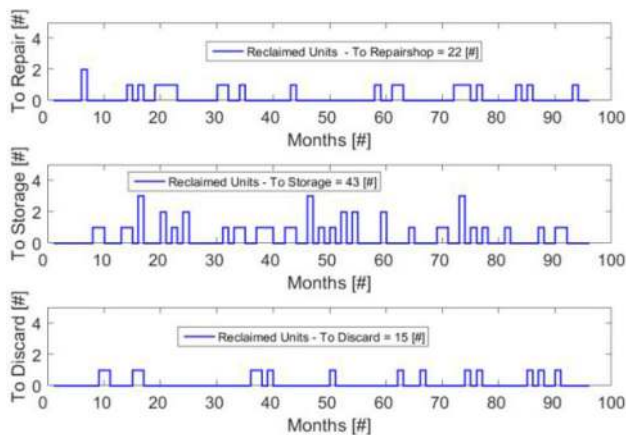 To Repair [#]
4
2
0
Reclaimed Units - To Repairshop = 22 [#]
0 10 20 30 40 50 60 70 80 90 100
Months [#]
To Storage [#]
4
2
0
Reclaimed Units - To Storage = 43 [#]
0 10 20 30 40 50 60 70 80 90 100
Months [#]
To Discard [#]
4
2
0
Reclaimed Units - To Discard = 15 [#]
0 10 20 30 40 50 60 70 80 90 100
Months [#]